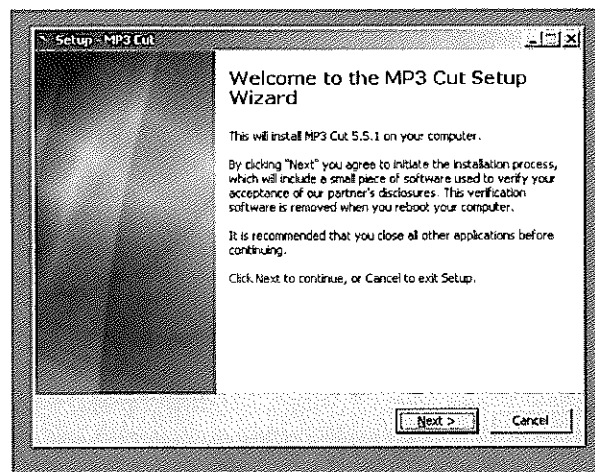 Setup - MP3 Cut
Welcome to the MP3 Cut Setup
Wizard
This will install MP3 Cut 5.5.1 on your computer.
By clicking "Next" you agree to initiate the installation process,
which will include a small piece of software used to verify your
acceptance of our partner's disclosures. This verification
software is removed when you reboot your computer.
It is recommended that you close all other applications before
continuing.
Click Next to continue, or Cancel to exit Setup.
Next >
Cancel